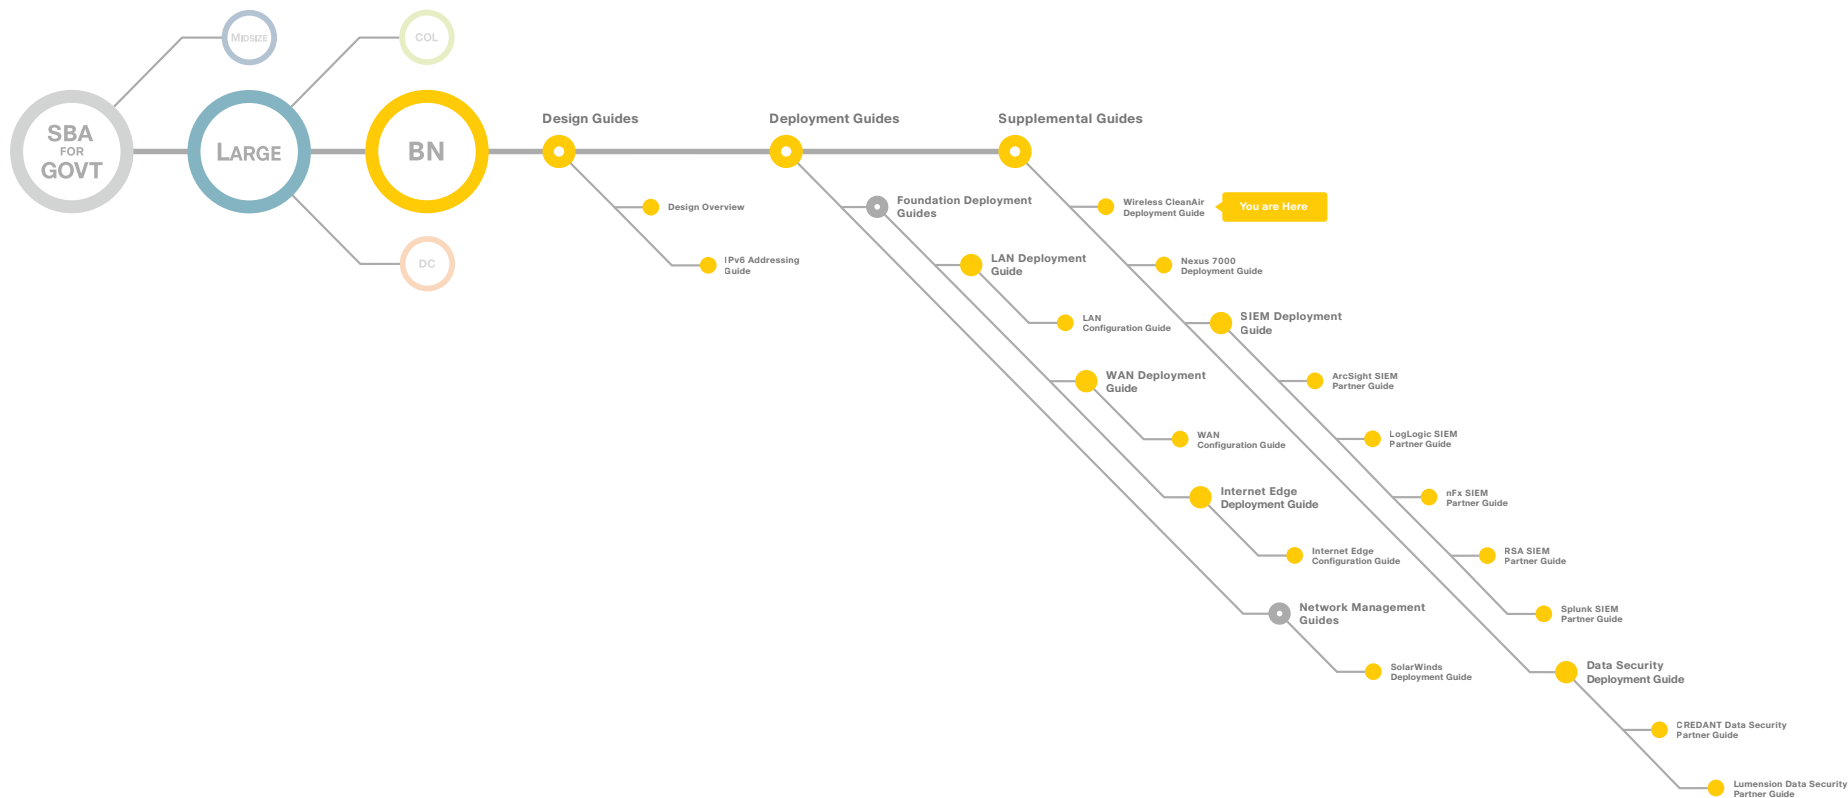 MIDSIZE
COL
SBA
FOR
GOVT
LARGE
BN
DC
Design Guides
Design Overview
IPv6 Addressing
Guide
Deployment Guides
Foundation Deployment
Guides
LAN Deployment
Guide
LAN
Configuration Guide
WAN Deployment
Guide
WAN
Configuration Guide
Internet Edge
Deployment Guide
Internet Edge
Configuration Guide
Network Management
Guides
SolarWinds
Deployment Guide
Supplemental Guides
Wireless CleanAir
Deployment Guide
You are Here
Nexus 7000
Deployment Guide
SIEM Deployment
Guide
ArcSight SIEM
Partner Guide
LogLogic SIEM
Partner Guide
nFx SIEM
Partner Guide
RSA SIEM
Partner Guide
Splunk SIEM
Partner Guide
Data Security
Deployment Guide
CREDANT Data Security
Partner Guide
Lumension Data Security
Partner Guide